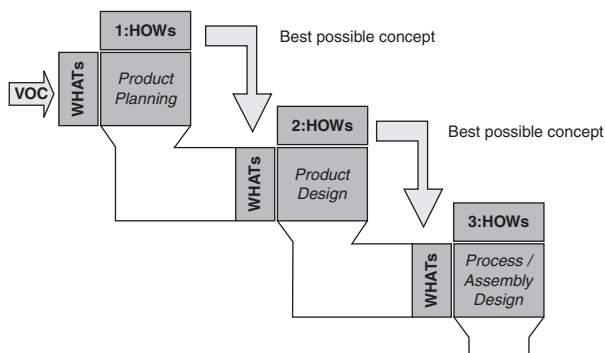 1:HOWs
Best possible concept
VOC
WHATs
Product
Planning
2:HOWs
Best possible concept
WHATs
Product
Design
3:HOWs
WHATs
Process /
Assembly
Design